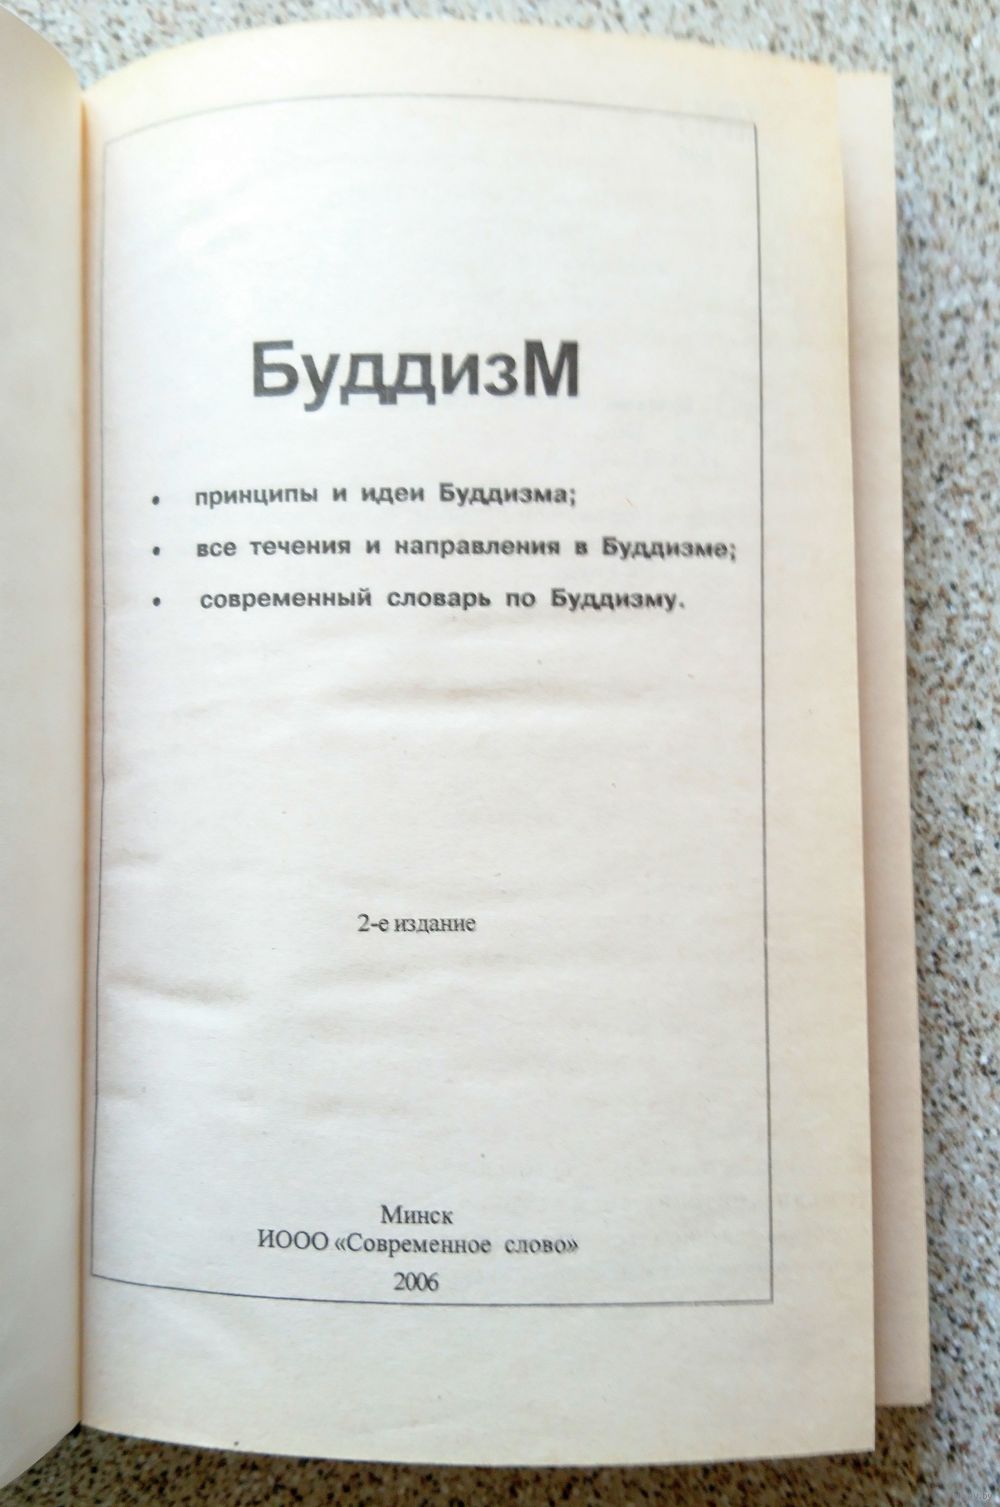 БуддизМ
• принципы и идеи Буддизма;
• все течения и направления в Буддизме;
• современный словарь по Буддизму.
2-е издание
Минск
ИООО «Современное слово»
2006